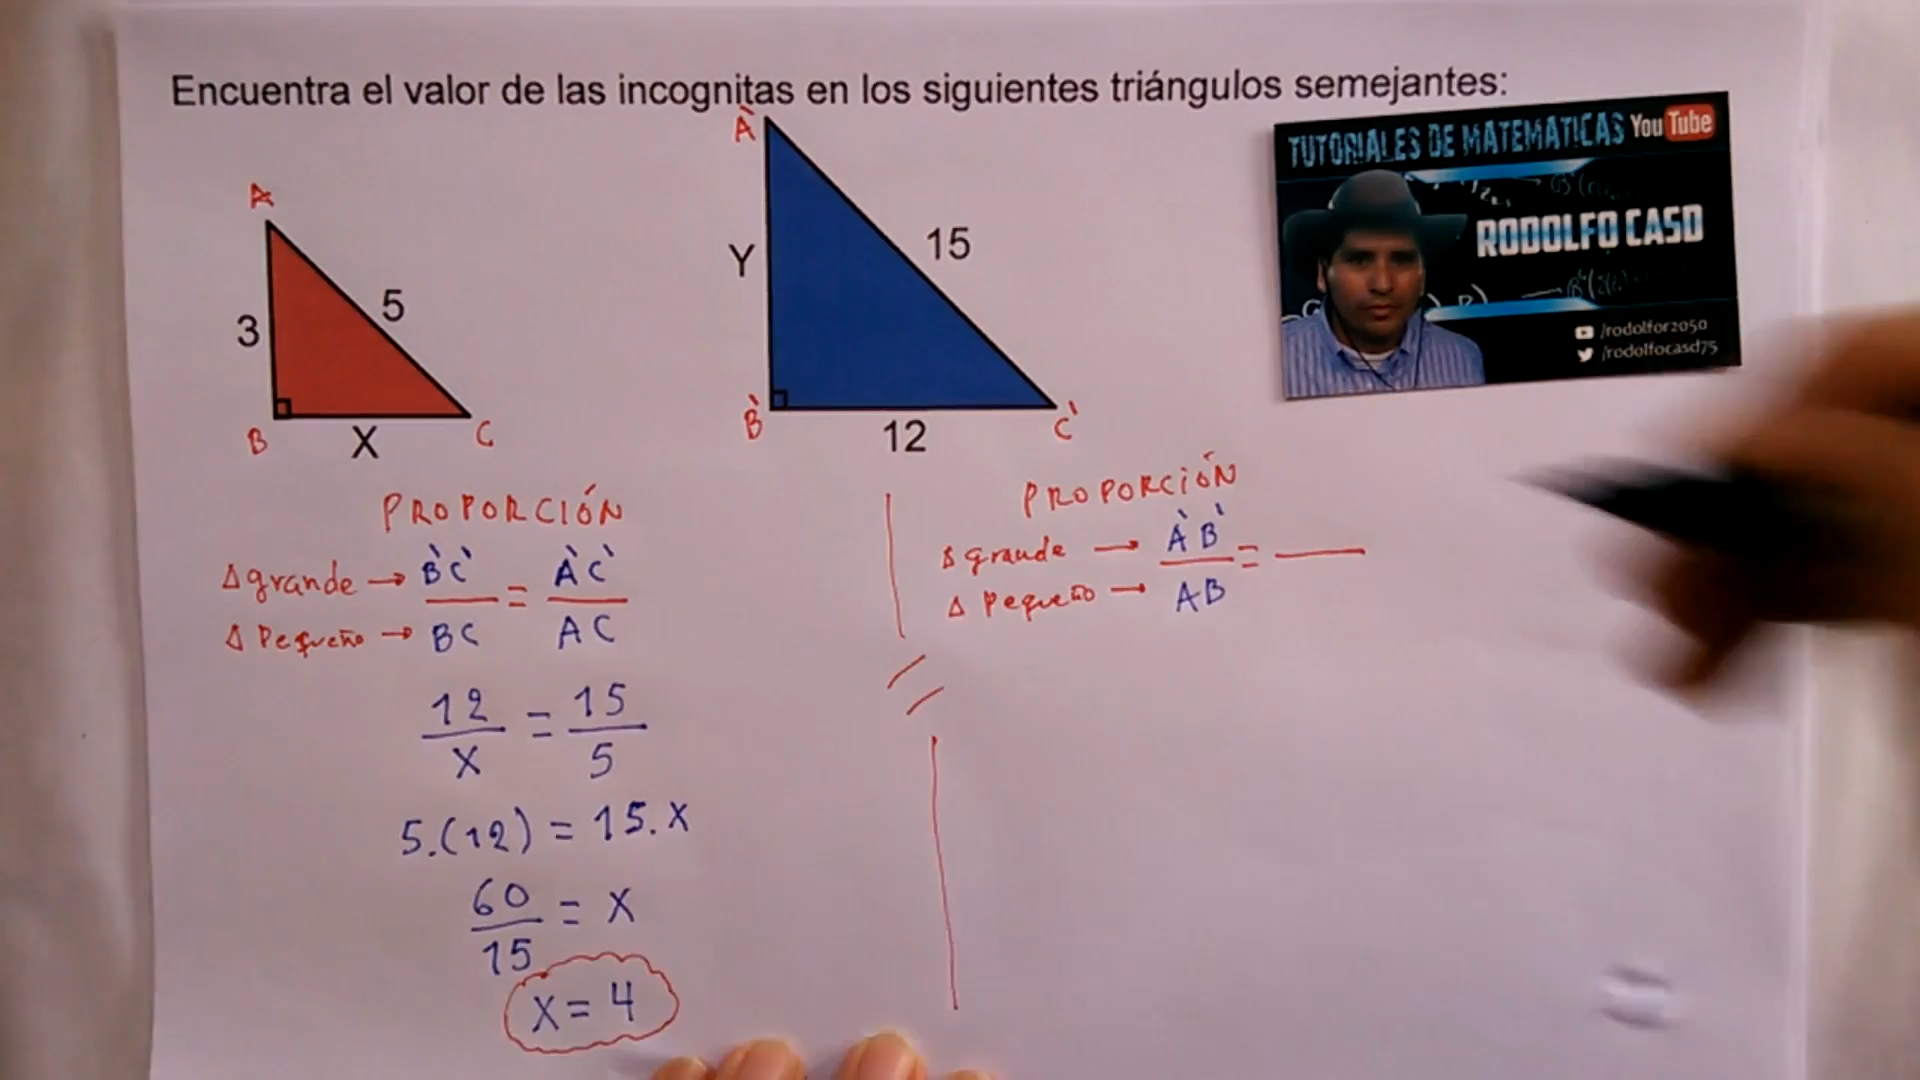 Encuentra el valor de las incognitas en los siguientes triángulos semejantes:
TUTORIALES DE MATEMATICAS YouTube
RODOLFO CASD
/rodolfor2050
/rodolfocasd75
A
3
5
B
X
C
À
Y
15
B̀
12
C'
PROPORCIÓN
Δ grande → B̀C' = ÀC'
Δ Pequeño → BC AC
12 = 15
X 5
5.(12) = 15.X
60 = X
15
X = 4
PROPORCIÓN
Δ grande → ÀB' =
Δ Pequeño → AB